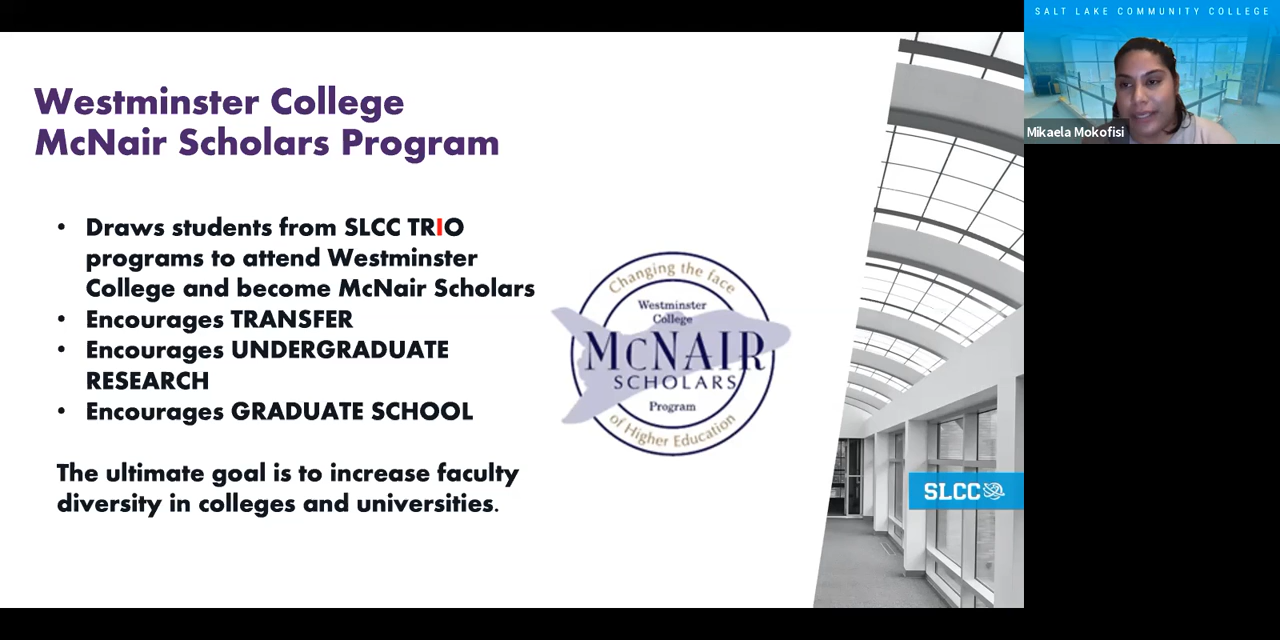 SALT LAKE COMMUNITY COLLEGE
Mikaela Mokofisi
Westminster College
McNair Scholars Program
• Draws students from SLCC TRIO
programs to attend Westminster
College and become McNair Scholars
• Encourages TRANSFER
• Encourages UNDERGRADUATE
RESEARCH
• Encourages GRADUATE SCHOOL
The ultimate goal is to increase faculty
diversity in colleges and universities.
Changing the face
Westminster
College
McNAIR
SCHOLARS
Program
of Higher Education
SLCC